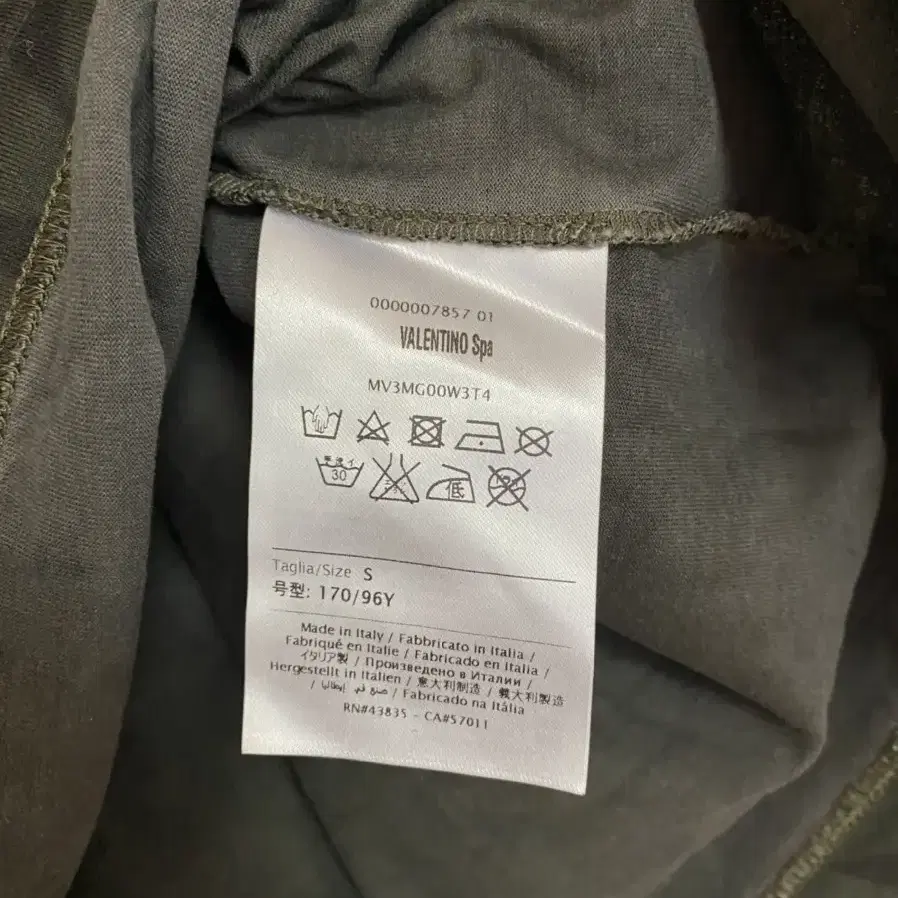 0000007857 01
VALENTINO Spa
MV3MG00W3T4
30
低
Taglia/Size S
号型: 170/96Y
Made in Italy / Fabbricato in Italia /
Fabriqué en Italie / Fabricado en Italia /
イタリア製 / Произведено в Италии /
Hergestellt in Italien / 意大利制造 / 義大利製造
/ صنع في إيطاليا / Fabricado na Itália
RN#43835 - CA#57011